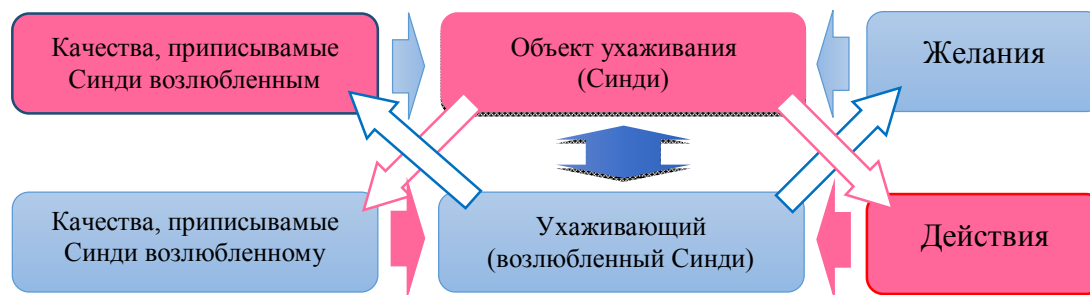 Качества, приписывамые
Синди возлюбленным
Объект ухаживания
(Синди)
Желания
Качества, приписывамые
Синди возлюбленному
Ухаживающий
(возлюбленный Синди)
Действия